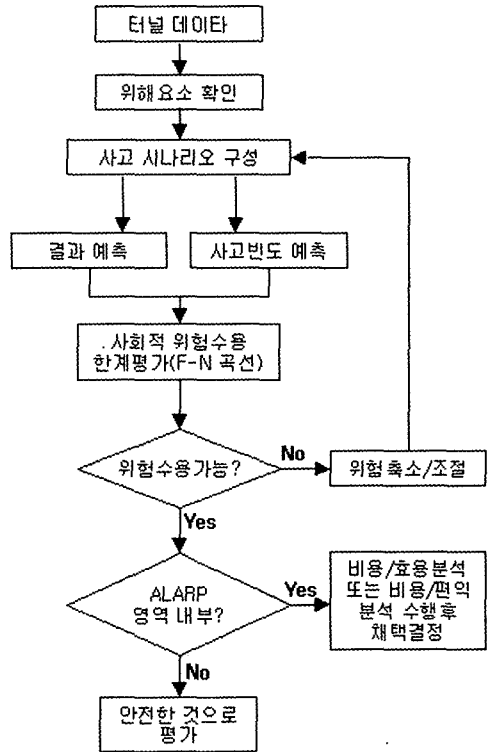 터널 데이타
위해요소 확인
사고 시나리오 구성
결과 예측
사고빈도 예측
사회적 위험수용
한계평가(F-N 곡선)
위험수용가능?
No
위험축소/조절
Yes
ALARP
영역 내부?
Yes
비용/효용분석
또는 비용/편익
분석 수행후
채택결정
No
안전한 것으로
평가